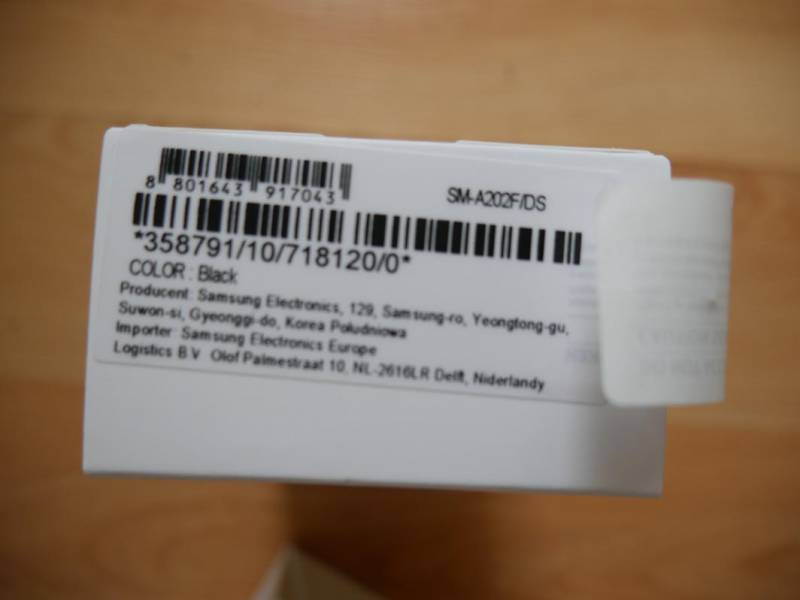 8 801643 917043
SM-A202F/DS
*358791/10/718120/0*
COLOR : Black
Producent: Samsung Electronics, 129, Samsung-ro, Yeongtong-gu,
Suwon-si, Gyeonggi-do, Korea Południowa
Importer: Samsung Electronics Europe
Logistics B.V. Olof Palmestraat 10, NL-2616LR Delft, Niderlandy